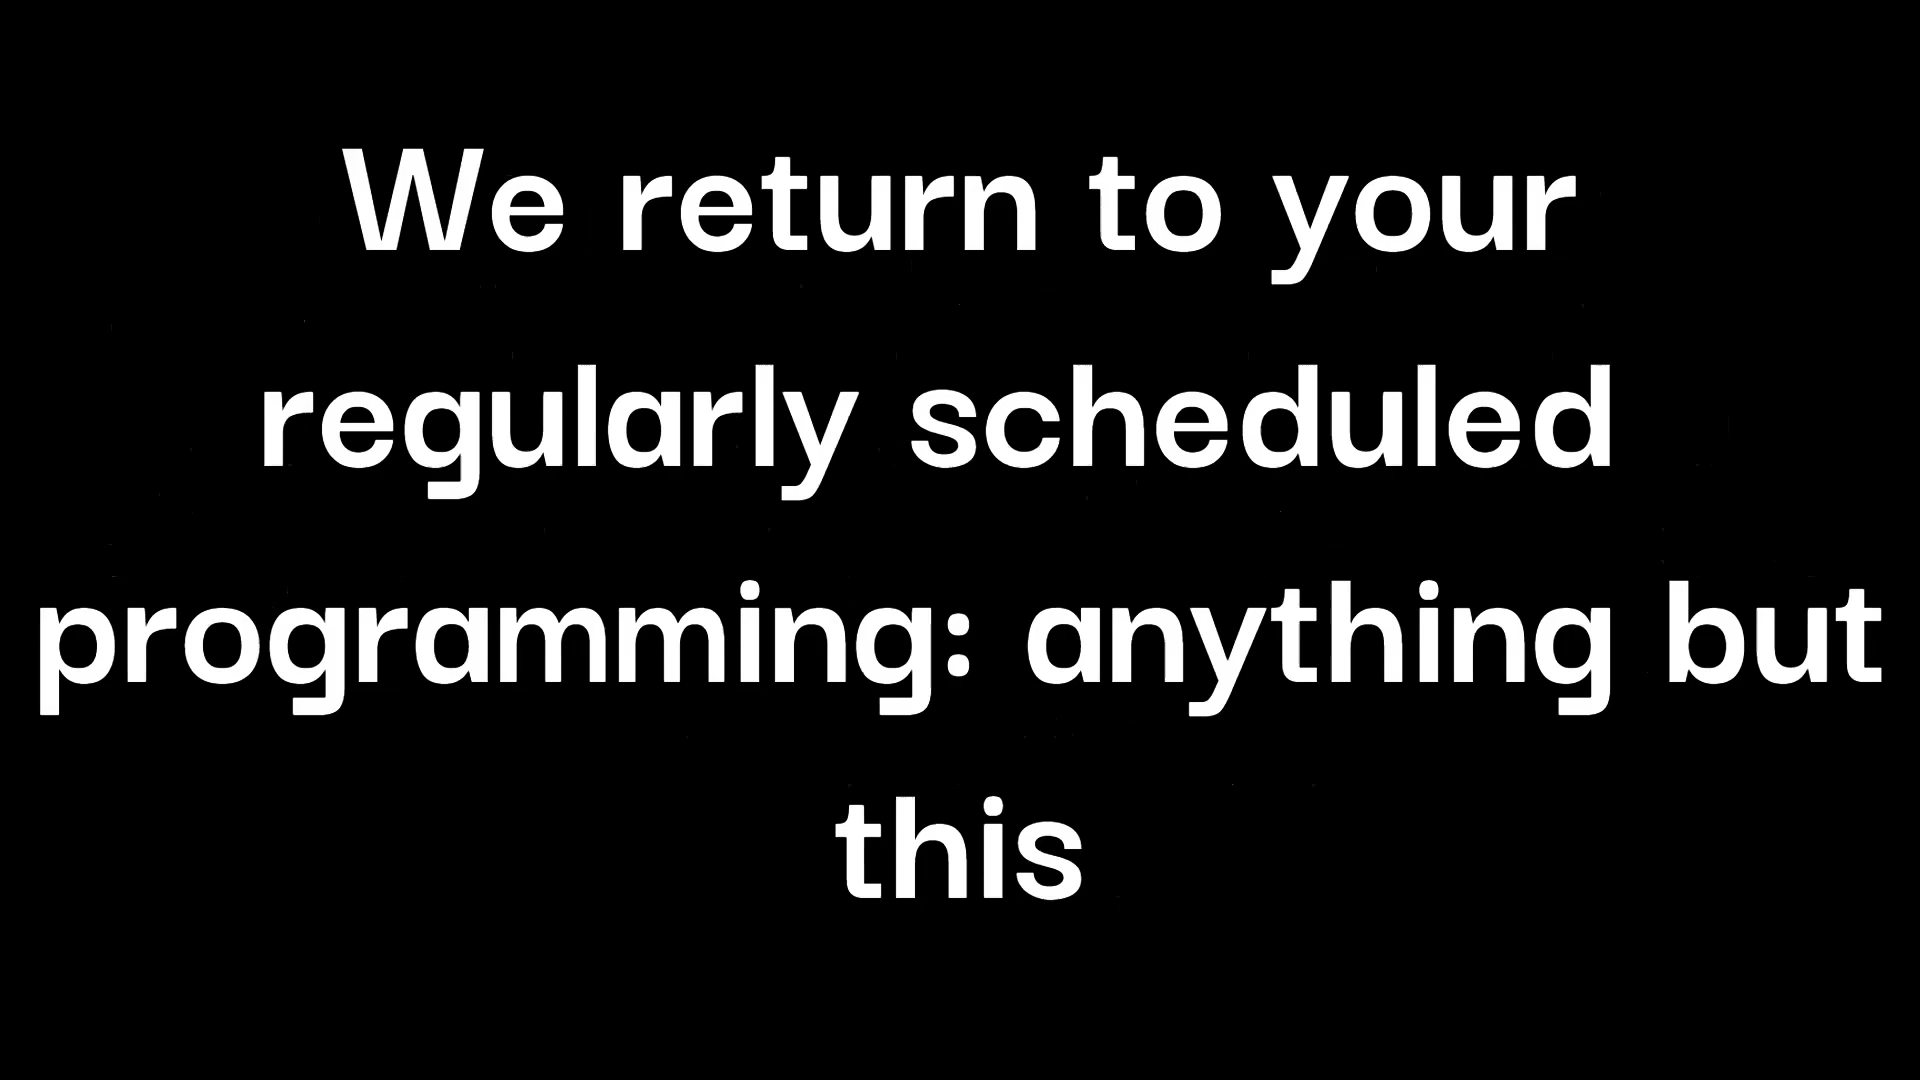 We return to your
regularly scheduled
programming: anything but
this